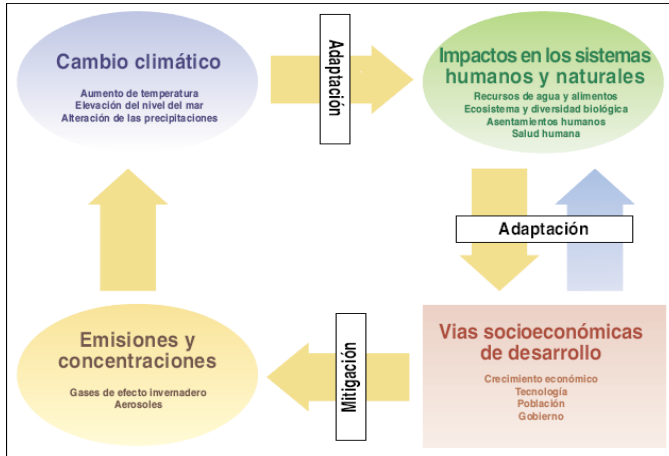 Cambio climático
Aumento de temperatura
Elevación del nivel del mar
Alteración de las precipitaciones
Adaptación
Impactos en los sistemas
humanos y naturales
Recursos de agua y alimentos
Ecosistema y diversidad biológica
Asentamientos humanos
Salud humana
Adaptación
Emisiones y
concentraciones
Gases de efecto invernadero
Aerosoles
Mitigación
Vias socioeconómicas
de desarrollo
Crecimiento económico
Tecnología
Población
Gobierno